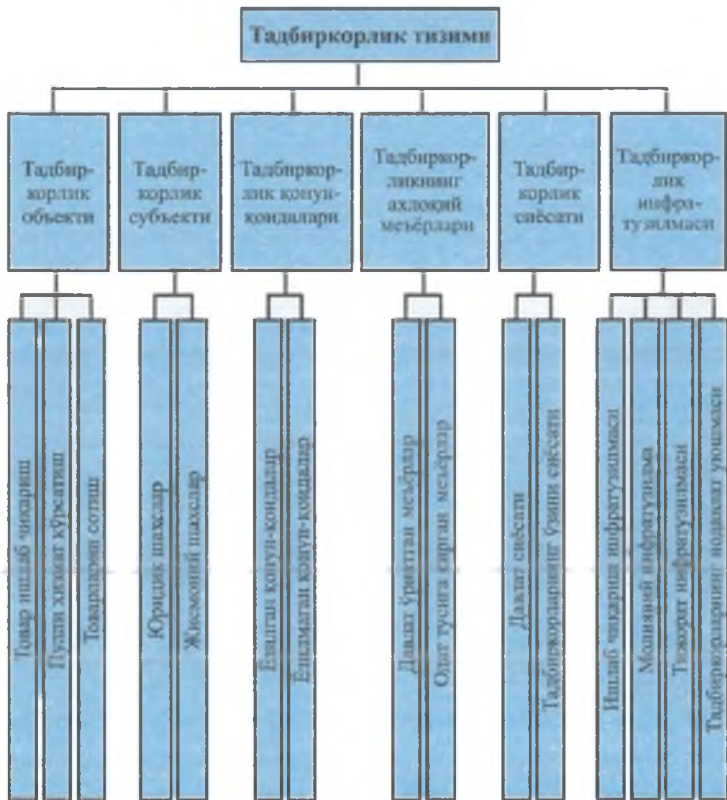 Тадбиркорлик тизими
Тадбир-
корлик
объекти
Тадбир-
корлик
субъекти
Тадбиркор-
лик қонун-
қоидалари
Тадбиркор-
ликнинг
ахлоқий
меъёрлари
Тадбир-
корлик
сиёсати
Тадбиркор-
лик
инфра-
тузилмаси
Товар ишлаб чиқариш
Пулли хизмат кўрсатиш
Товарларни сотиш
Юридик шахслар
Жисмоний шахслар
Ёзилган қонун-қоидалар
Ёзилмаган қонун-қоидалар
Давлат ўрнатган меъёрлар
Одат тусига кирган меъёрлар
Давлат сиёсати
Тадбиркорларнинг ўзини сиёсати
Ишлаб чиқариш инфратузилмаси
Молиявий инфратузилма
Тижорат инфратузилмаси
Тадбиркорларнинг